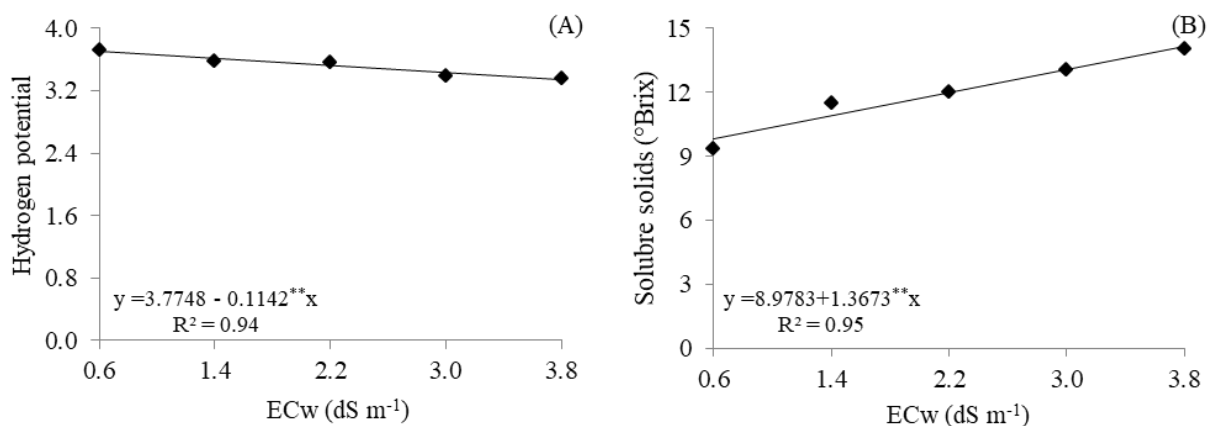 (A)
Hydrogen potential
4.0
3.2
2.4
1.6
0.8
0.0
y =3.7748 - 0.1142**x
R² = 0.94
0.6 1.4 2.2 3.0 3.8
ECw (dS m⁻¹)
(B)
Solubre solids (°Brix)
15
12
9
6
3
0
y=8.9783+1.3673**x
R² = 0.95
0.6 1.4 2.2 3.0 3.8
ECw (dS m⁻¹)